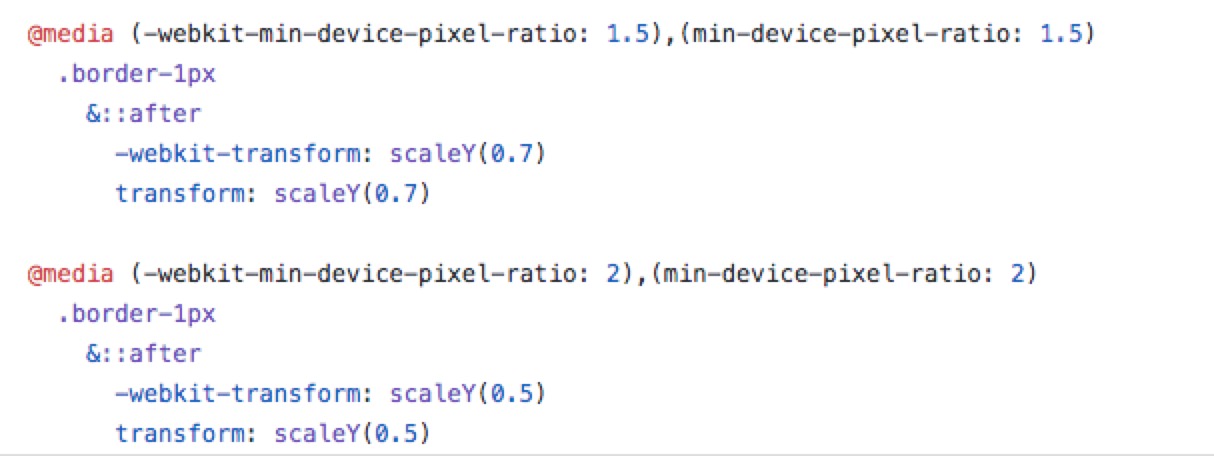 @media (-webkit-min-device-pixel-ratio: 1.5),(min-device-pixel-ratio: 1.5)
.border-1px
&::after
-webkit-transform: scaleY(0.7)
transform: scaleY(0.7)
@media (-webkit-min-device-pixel-ratio: 2),(min-device-pixel-ratio: 2)
.border-1px
&::after
-webkit-transform: scaleY(0.5)
transform: scaleY(0.5)